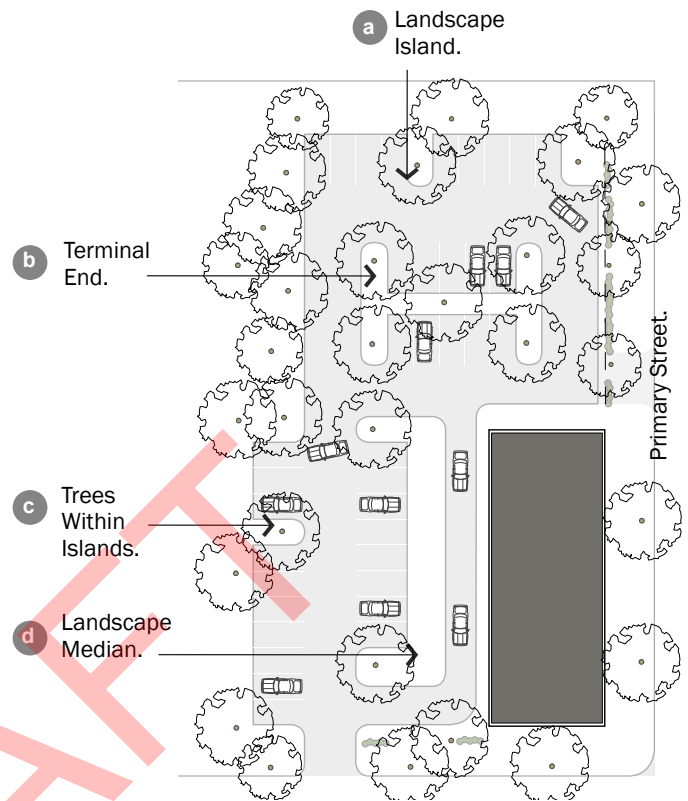 a
Landscape
Island.
b
Terminal
End.
c
Trees
Within
Islands.
d
Landscape
Median.
Primary Street.